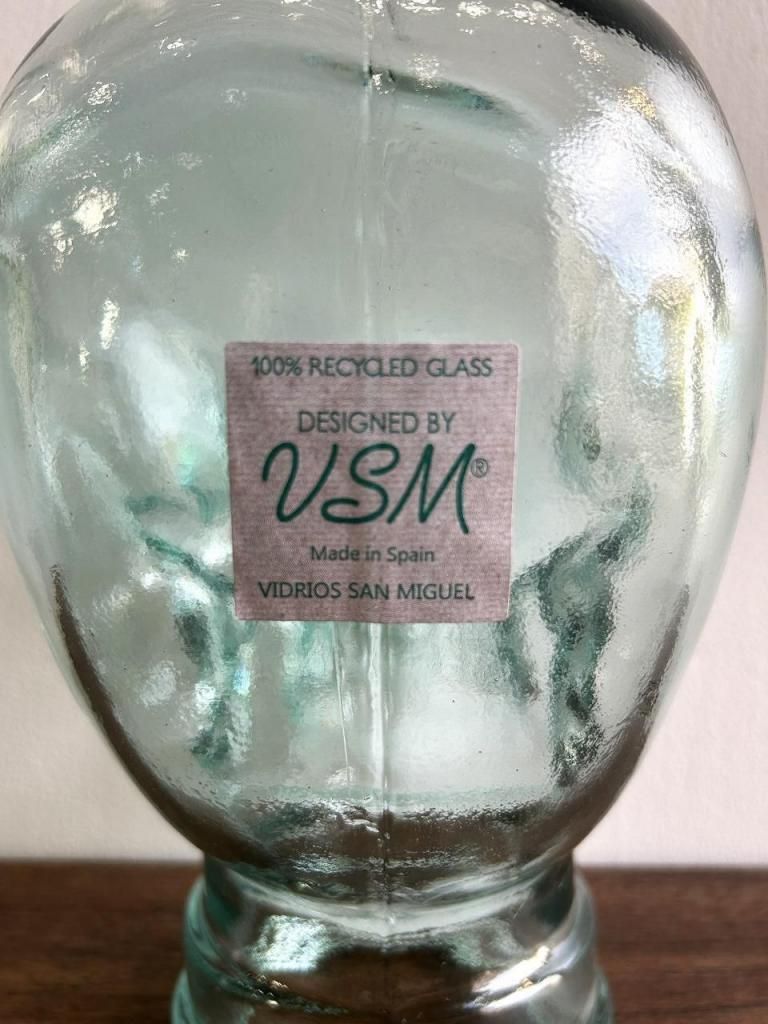 100% RECYCLED GLASS
DESIGNED BY
VSM®
Made in Spain
VIDRIOS SAN MIGUEL